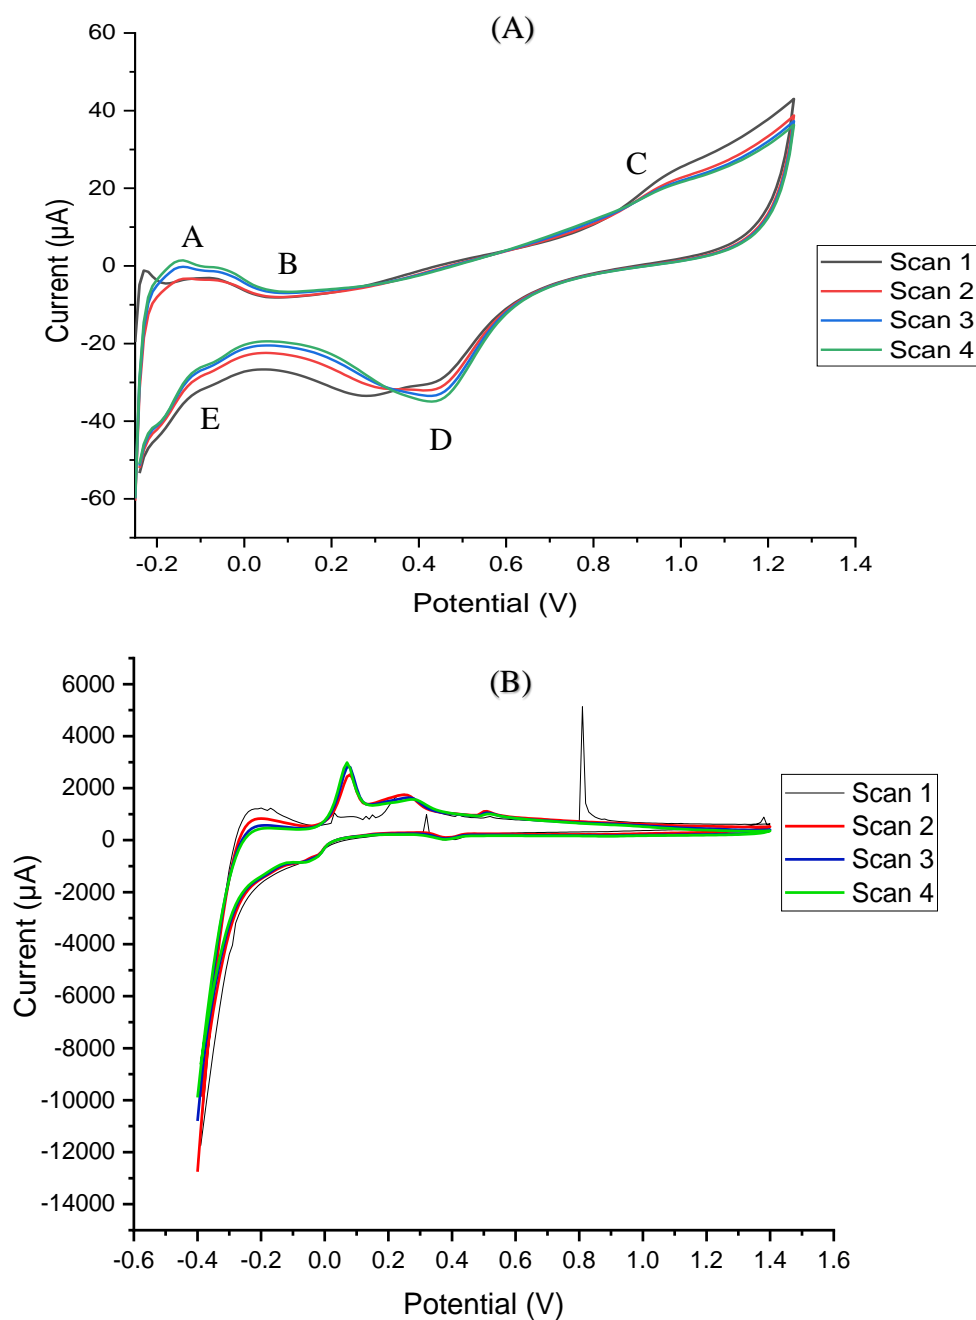 (A)
60
40
20
0
-20
-40
-60
Current (µA)
A
B
C
D
E
Scan 1
Scan 2
Scan 3
Scan 4
-0.2 0.0 0.2 0.4 0.6 0.8 1.0 1.2 1.4
Potential (V)
(B)
6000
4000
2000
0
-2000
-4000
-6000
-8000
-10000
-12000
-14000
Current (µA)
Scan 1
Scan 2
Scan 3
Scan 4
-0.6 -0.4 -0.2 0.0 0.2 0.4 0.6 0.8 1.0 1.2 1.4 1.6
Potential (V)